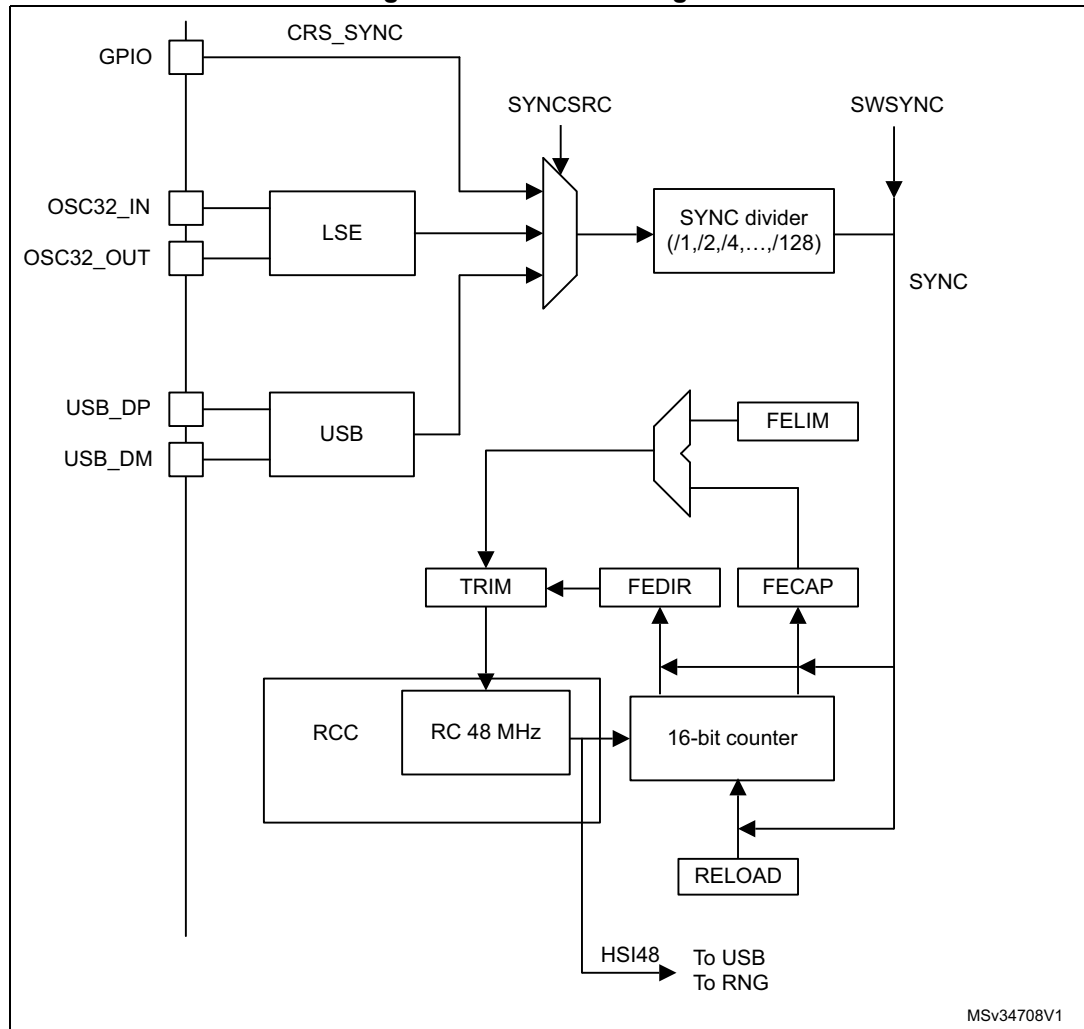 CRS_SYNC
GPIO
SYNCSRC
SWSYNC
OSC32_IN
LSE
OSC32_OUT
SYNC divider
(/1,/2,/4,…,/128)
SYNC
USB_DP
USB
USB_DM
FELIM
TRIM
FEDIR
FECAP
RCC
RC 48 MHz
16-bit counter
RELOAD
HSI48
To USB
To RNG
MSv34708V1